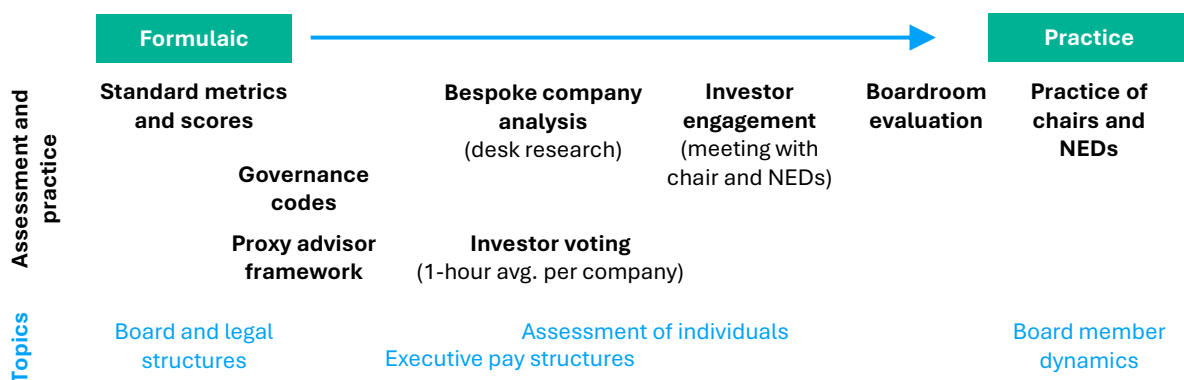 Formulaic
Practice
Assessment and
practice
Standard metrics
and scores
Bespoke company
analysis
(desk research)
Investor
engagement
(meeting with
chair and NEDs)
Boardroom
evaluation
Practice of
chairs and
NEDs
Governance
codes
Proxy advisor
framework
Investor voting
(1-hour avg. per company)
Topics
Board and legal
structures
Assessment of individuals
Executive pay structures
Board member
dynamics